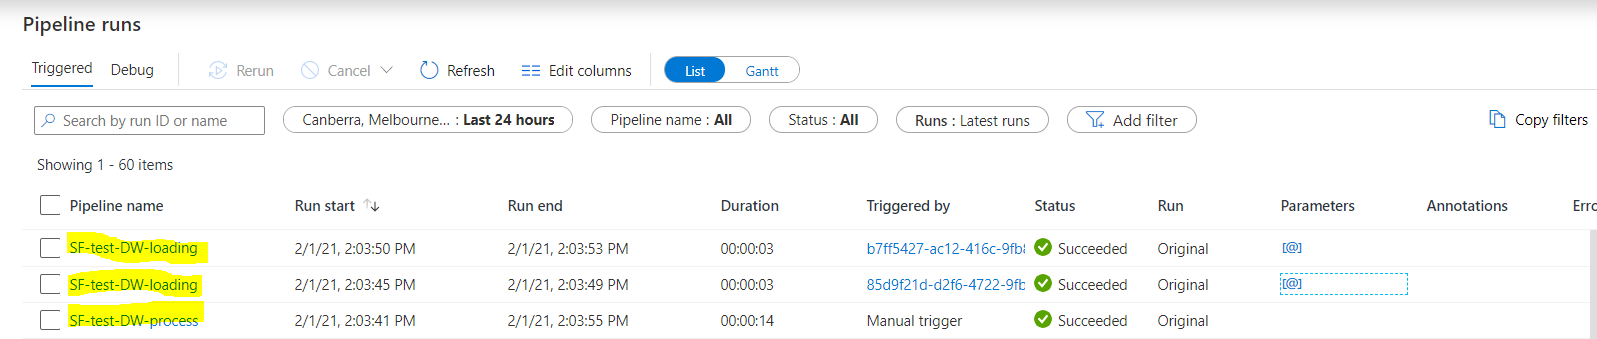 Pipeline runs
Triggered Debug Rerun Cancel Refresh Edit columns List Gantt
Search by run ID or name Canberra, Melbourne... : Last 24 hours Pipeline name : All Status : All Runs : Latest runs Add filter Copy filters
Showing 1 - 60 items
Pipeline name Run start Run end Duration Triggered by Status Run Parameters Annotations Erro
SF-test-DW-loading 2/1/21, 2:03:50 PM 2/1/21, 2:03:53 PM 00:00:03 b7ff5427-ac12-416c-9fb8 Succeeded Original [@]
SF-test-DW-loading 2/1/21, 2:03:45 PM 2/1/21, 2:03:49 PM 00:00:03 85d9f21d-d2f6-4722-9fb Succeeded Original [@]
SF-test-DW-process 2/1/21, 2:03:41 PM 2/1/21, 2:03:55 PM 00:00:14 Manual trigger Succeeded Original